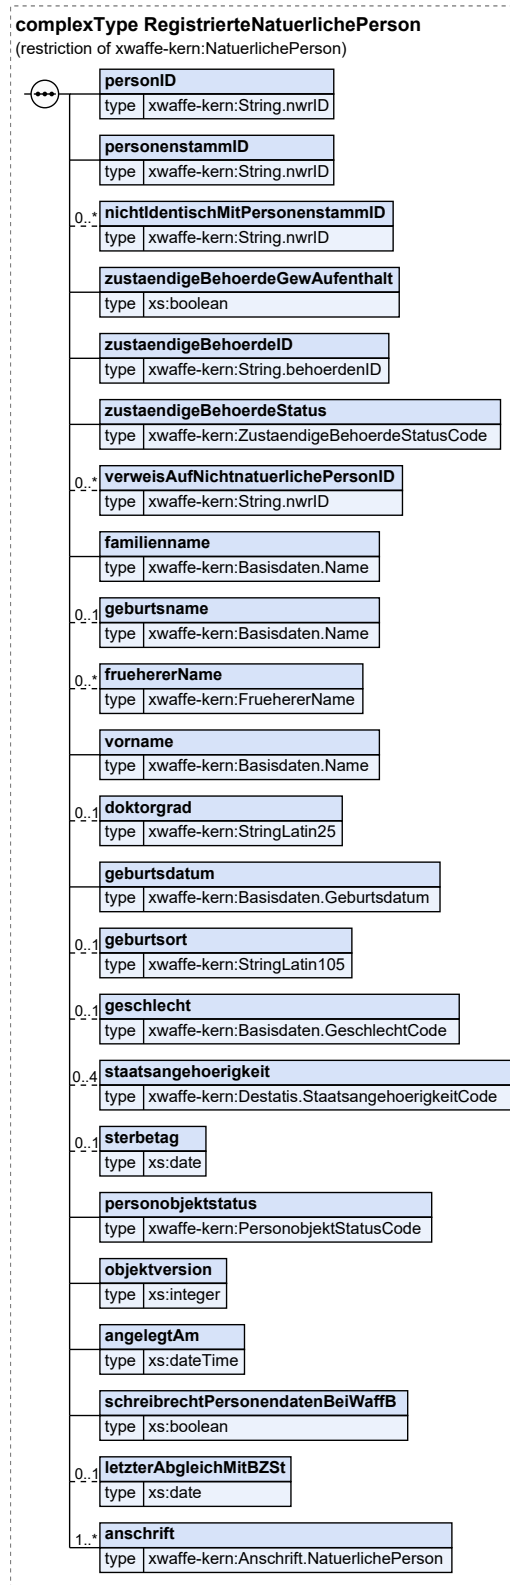 complexType RegistrierteNatuerlichePerson
(restriction of xwaffe-kern:NatuerlichePerson)
personID
type xwaffe-kern:String.nwrID
personenstammID
type xwaffe-kern:String.nwrID
0..* nichtIdentischMitPersonenstammID
type xwaffe-kern:String.nwrID
zustaendigeBehoerdeGewAufenthalt
type xs:boolean
zustaendigeBehoerdeID
type xwaffe-kern:String.behoerdenID
zustaendigeBehoerdeStatus
type xwaffe-kern:ZustaendigeBehoerdeStatusCode
0..* verweisAufNichtnatuerlichePersonID
type xwaffe-kern:String.nwrID
familienname
type xwaffe-kern:Basisdaten.Name
0..1 geburtsname
type xwaffe-kern:Basisdaten.Name
0..* fruehererName
type xwaffe-kern:FruehererName
vorname
type xwaffe-kern:Basisdaten.Name
0..1 doktorgrad
type xwaffe-kern:StringLatin25
geburtsdatum
type xwaffe-kern:Basisdaten.Geburtsdatum
0..1 geburtsort
type xwaffe-kern:StringLatin105
0..1 geschlecht
type xwaffe-kern:Basisdaten.GeschlechtCode
0..4 staatsangehoerigkeit
type xwaffe-kern:Destatis.StaatsangehoerigkeitCode
0..1 sterbetag
type xs:date
personobjektstatus
type xwaffe-kern:PersonobjektStatusCode
objektversion
type xs:integer
angelegtAm
type xs:dateTime
schreibrechtPersonendatenBeiWaffB
type xs:boolean
0..1 letzterAbgleichMitBZSt
type xs:date
1..* anschrift
type xwaffe-kern:Anschrift.NatuerlichePerson